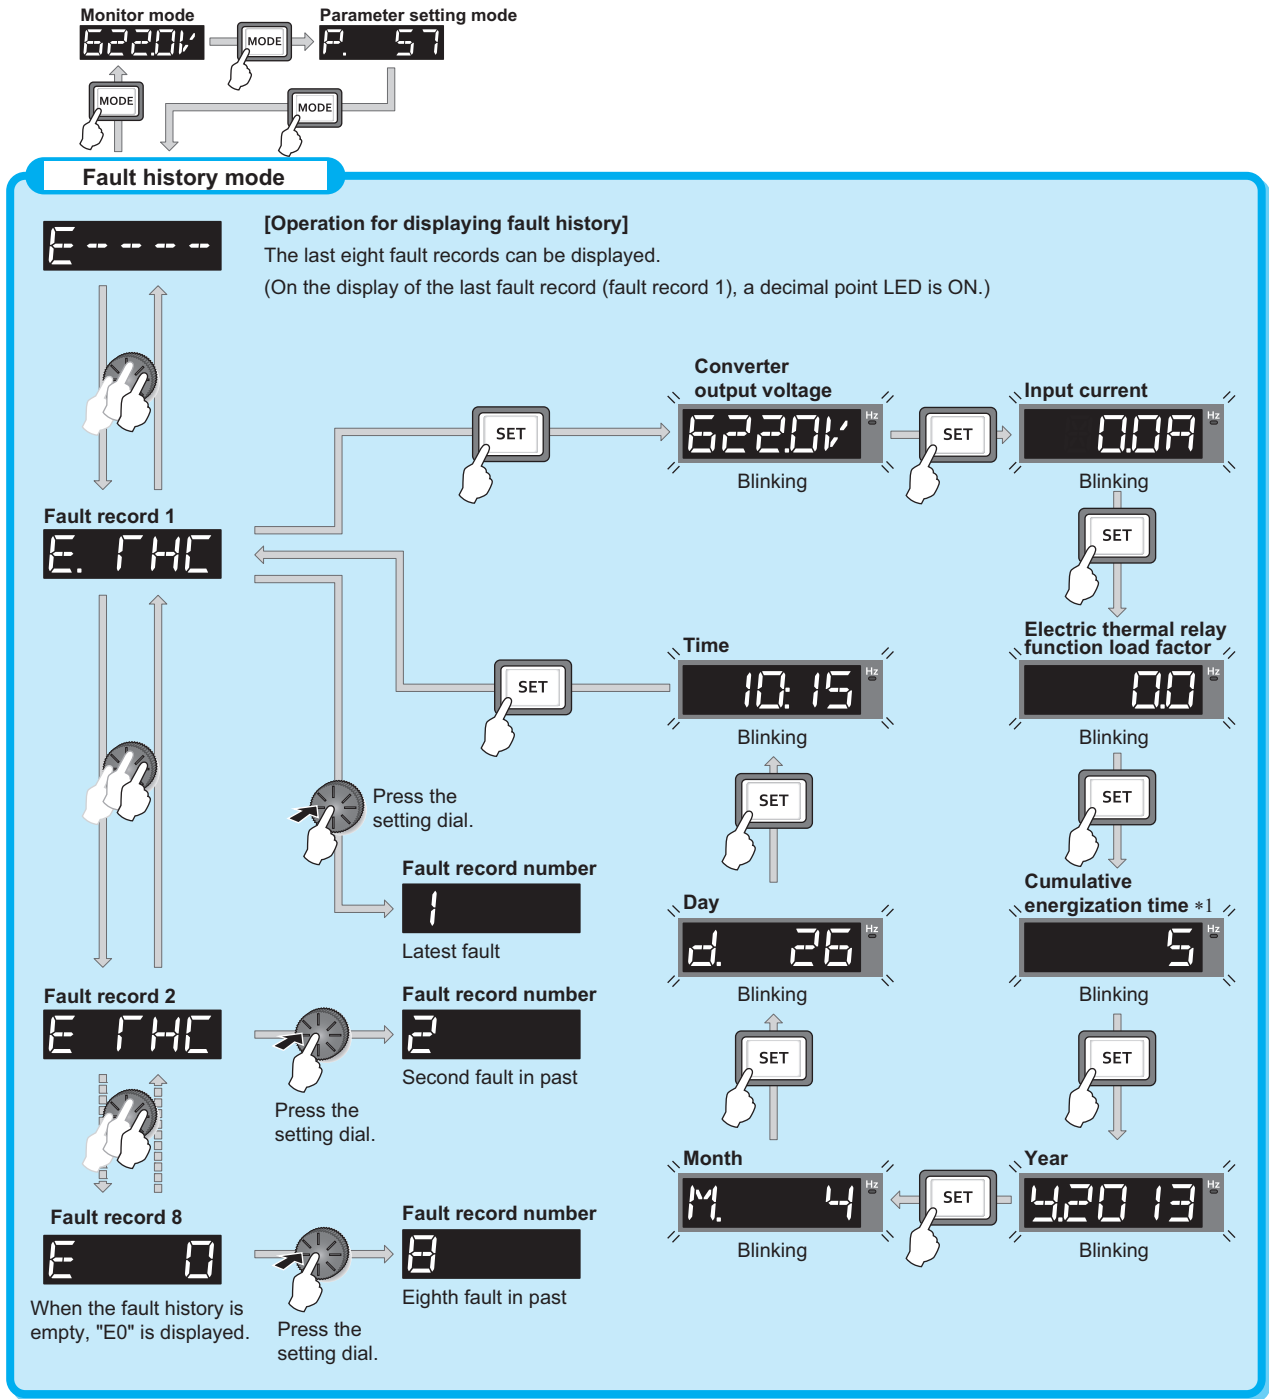 Monitor mode
Parameter setting mode
622.0V
MODE
P. 57
MODE
MODE
Fault history mode
E----
[Operation for displaying fault history]
The last eight fault records can be displayed.
(On the display of the last fault record (fault record 1), a decimal point LED is ON.)
Converter
output voltage
Input current
SET
622.0V
Hz
SET
0.0A
Hz
Blinking
Blinking
SET
Fault record 1
E. THC
Electric thermal relay
function load factor
Time
SET
10:15
Hz
0.0
Hz
Blinking
Blinking
SET
SET
Press the
setting dial.
Fault record number
1
Latest fault
Cumulative
energization time *1
Day
d. 26
Hz
5
Hz
Blinking
Blinking
Fault record 2
E THC
Fault record number
2
Second fault in past
Press the
setting dial.
SET
SET
Month
Year
M. 4
Hz
SET
y.2013
Hz
Blinking
Blinking
Fault record 8
E 0
Fault record number
8
Eighth fault in past
When the fault history is
empty, "E0" is displayed.
Press the
setting dial.